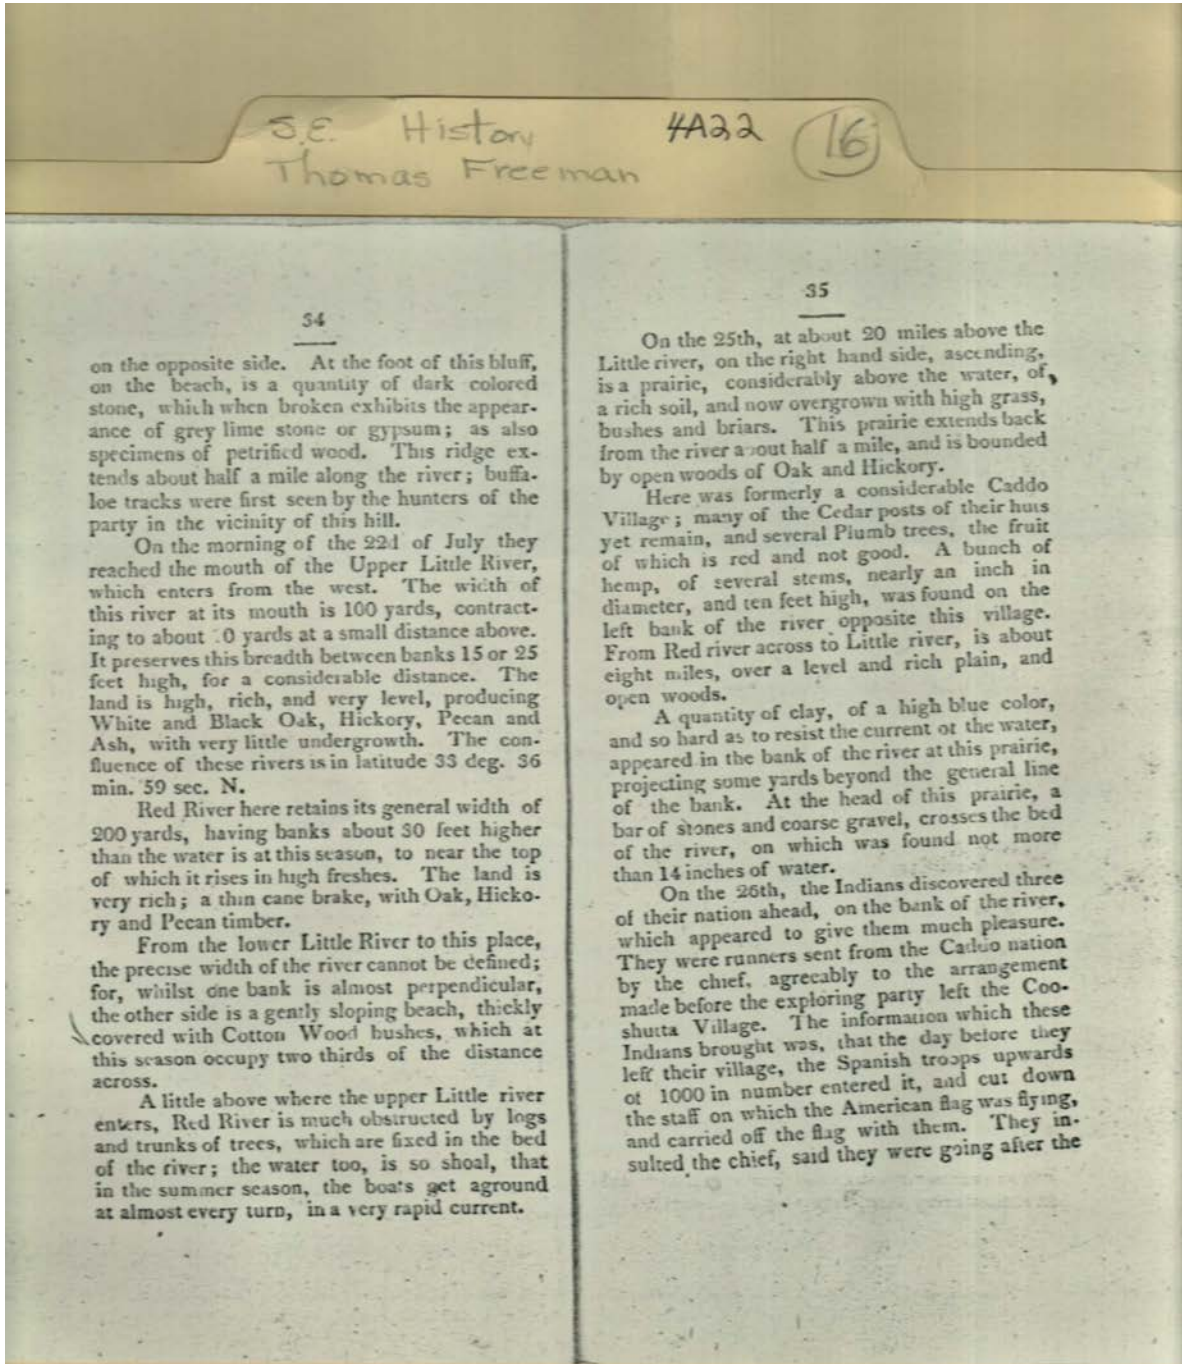 S.E. History 4A22 16
Thomas Freeman
34
on the opposite side. At the foot of this bluff,
on the beach, is a quantity of dark colored
stone, which when broken exhibits the appear-
ance of grey lime stone or gypsum; as also
specimens of petrified wood. This ridge ex-
tends about half a mile along the river; buffa-
loe tracks were first seen by the hunters of the
party in the vicinity of this hill.
On the morning of the 22d of July they
reached the mouth of the Upper Little River,
which enters from the west. The width of
this river at its mouth is 100 yards, contract-
ing to about 0 yards at a small distance above.
It preserves this breadth between banks 15 or 25
feet high, for a considerable distance. The
land is high, rich, and very level, producing
White and Black Oak, Hickory, Pecan and
Ash, with very little undergrowth. The con-
fluence of these rivers is in latitude 33 deg. 36
min. 59 sec. N.
Red River here retains its general width of
200 yards, having banks about 30 feet higher
than the water is at this season, to near the top
of which it rises in high freshes. The land is
very rich; a thin cane brake, with Oak, Hicko-
ry and Pecan timber.
From the lower Little River to this place,
the precise width of the river cannot be defined;
for, whilst one bank is almost perpendicular,
the other side is a gently sloping beach, thickly
covered with Cotton Wood bushes, which at
this season occupy two thirds of the distance
across.
A little above where the upper Little river
enters, Red River is much obstructed by logs
and trunks of trees, which are fixed in the bed
of the river; the water too, is so shoal, that
in the summer season, the boats get aground
at almost every turn, in a very rapid current.
35
On the 25th, at about 20 miles above the
Little river, on the right hand side, ascending,
is a prairie, considerably above the water, of
a rich soil, and now overgrown with high grass,
bushes and briars. This prairie extends back
from the river about half a mile, and is bounded
by open woods of Oak and Hickory.
Here was formerly a considerable Caddo
Village; many of the Cedar posts of their huts
yet remain, and several Plumb trees, the fruit
of which is red and not good. A bunch of
hemp, of several stems, nearly an inch in
diameter, and ten feet high, was found on the
left bank of the river opposite this village.
From Red river across to Little river, is about
eight miles, over a level and rich plain, and
open woods.
A quantity of clay, of a high blue color,
and so hard as to resist the current of the water,
appeared in the bank of the river at this prairie,
projecting some yards beyond the general line
of the bank. At the head of this prairie, a
bar of stones and coarse gravel, crosses the bed
of the river, on which was found not more
than 14 inches of water.
On the 26th, the Indians discovered three
of their nation ahead, on the bank of the river,
which appeared to give them much pleasure.
They were runners sent from the Caddo nation
by the chief, agreeably to the arrangement
made before the exploring party left the Coo-
shutta Village. The information which these
Indians brought was, that the day before they
left their village, the Spanish troops upwards
of 1000 in number entered it, and cut down
the staff on which the American flag was flying,
and carried off the flag with them. They in-
sulted the chief, said they were going after the